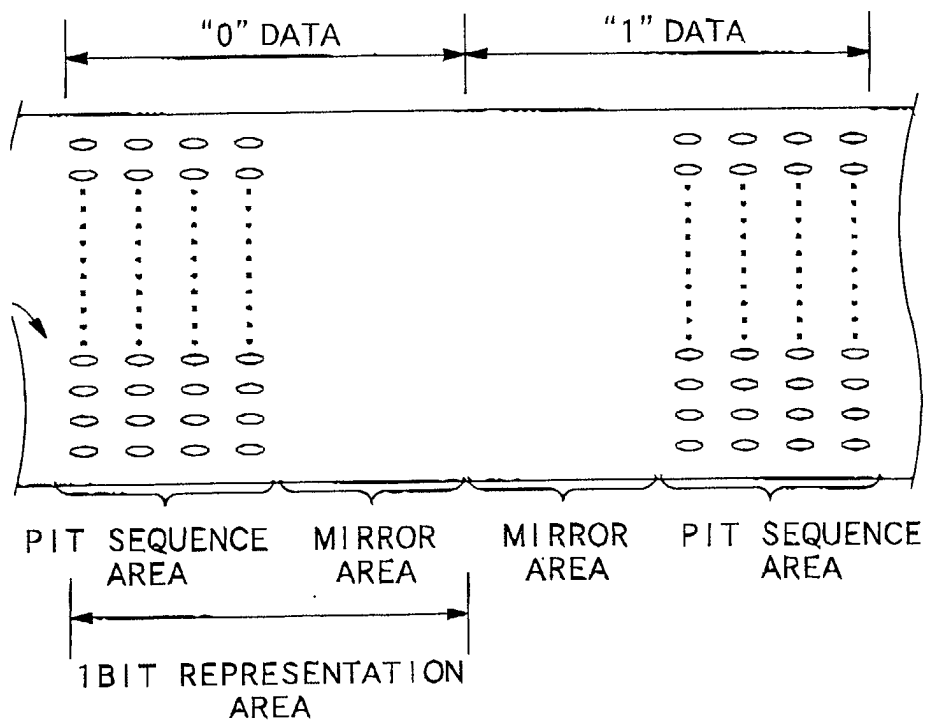 "0" DATA
"1" DATA
PIT SEQUENCE
AREA
MIRROR
AREA
MIRROR
AREA
PIT SEQUENCE
AREA
1BIT REPRESENTATION
AREA